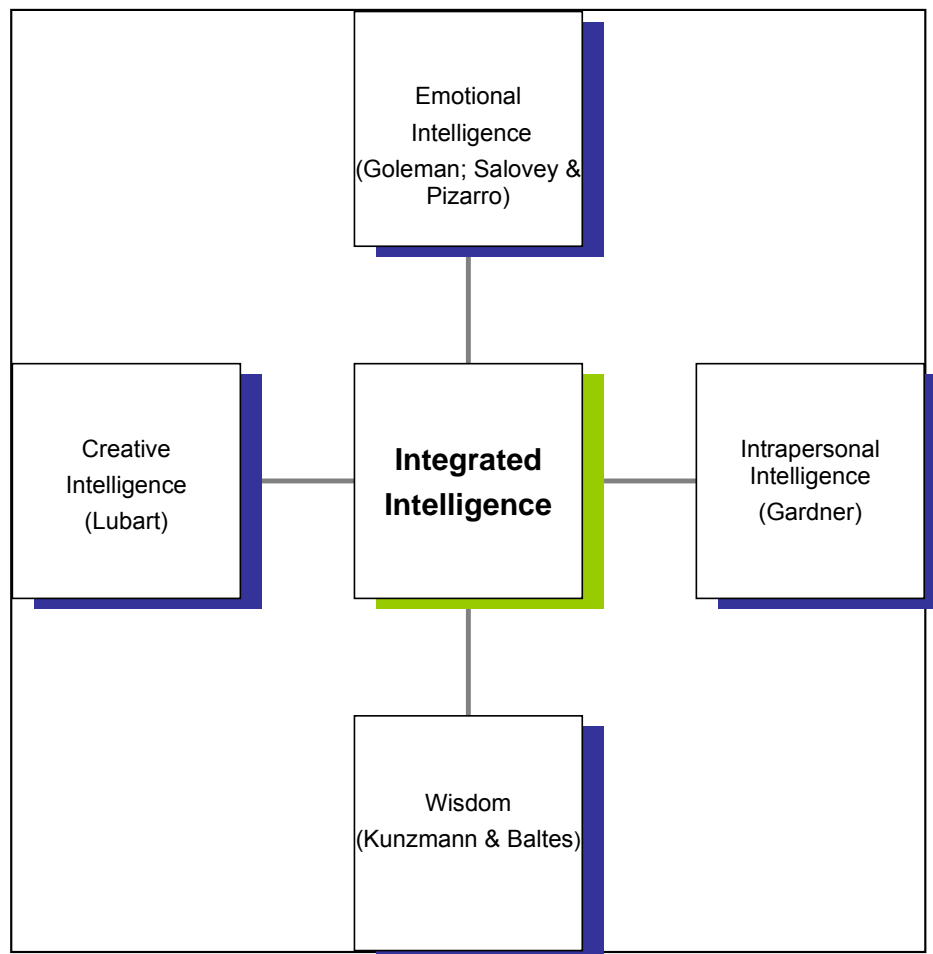 Emotional
Intelligence
(Goleman; Salovey &
Pizarro)
Creative
Intelligence
(Lubart)
Integrated
Intelligence
Intrapersonal
Intelligence
(Gardner)
Wisdom
(Kunzmann & Baltes)